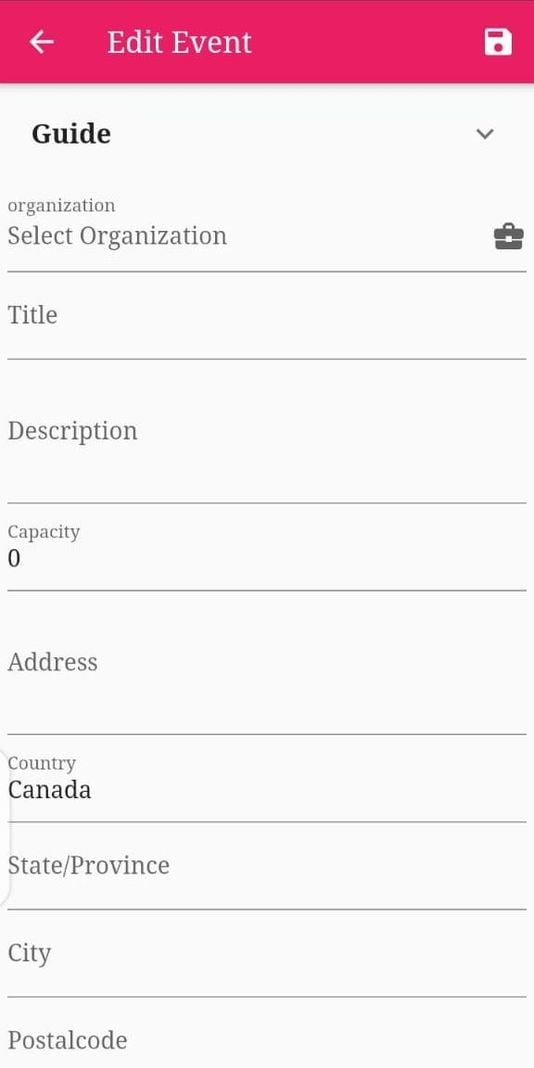 Edit Event
Guide
organization
Select Organization
Title
Description
Capacity
0
Address
Country
Canada
State/Province
City
Postalcode